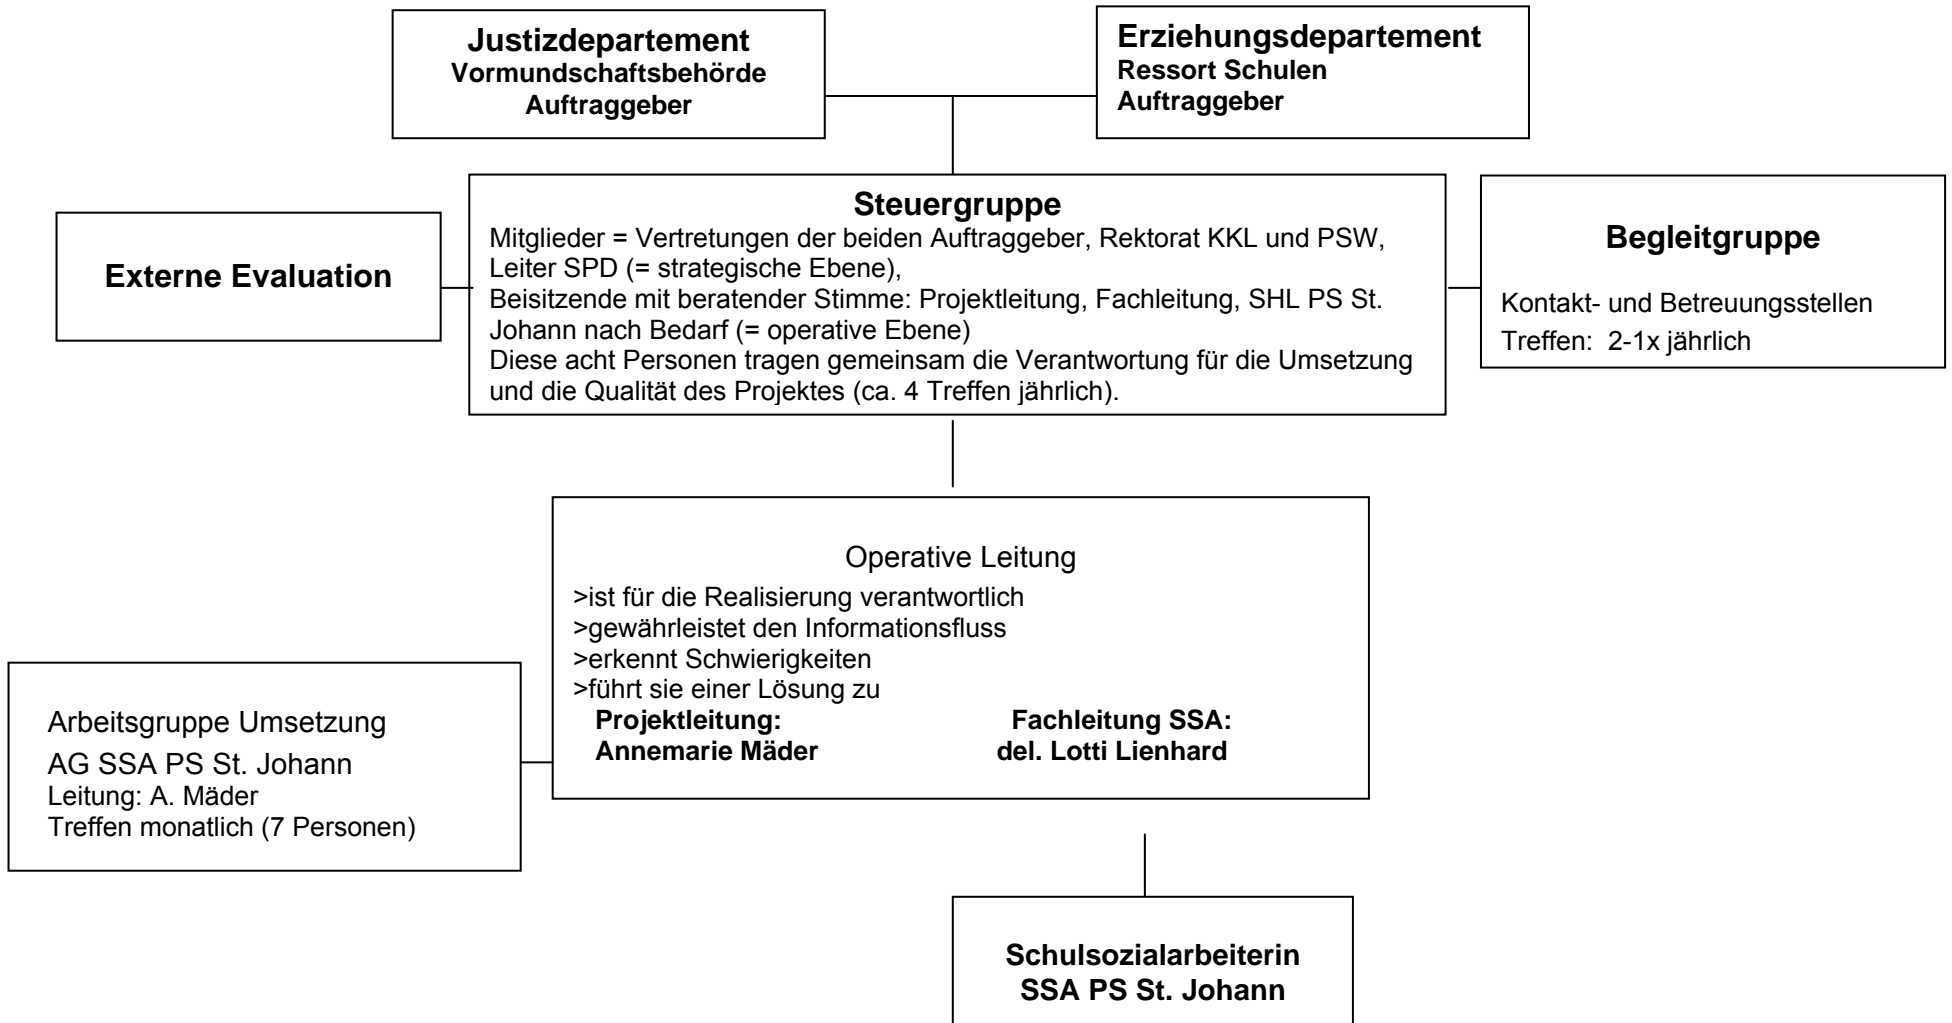 Justizdepartement
Vormundschaftsbehörde
Auftraggeber
Erziehungsdepartement
Ressort Schulen
Auftraggeber
Externe Evaluation
Steuergruppe
Mitglieder = Vertretungen der beiden Auftraggeber, Rektorat KKL und PSW,
Leiter SPD (= strategische Ebene),
Beisitzende mit beratender Stimme: Projektleitung, Fachleitung, SHL PS St.
Johann nach Bedarf (= operative Ebene)
Diese acht Personen tragen gemeinsam die Verantwortung für die Umsetzung
und die Qualität des Projektes (ca. 4 Treffen jährlich).
Begleitgruppe
Kontakt- und Betreuungsstellen
Treffen: 2-1x jährlich
Operative Leitung
>ist für die Realisierung verantwortlich
>gewährleistet den Informationsfluss
>erkennt Schwierigkeiten
>führt sie einer Lösung zu
Projektleitung: Fachleitung SSA:
Annemarie Mäder del. Lotti Lienhard
Arbeitsgruppe Umsetzung
AG SSA PS St. Johann
Leitung: A. Mäder
Treffen monatlich (7 Personen)
Schulsozialarbeiterin
SSA PS St. Johann